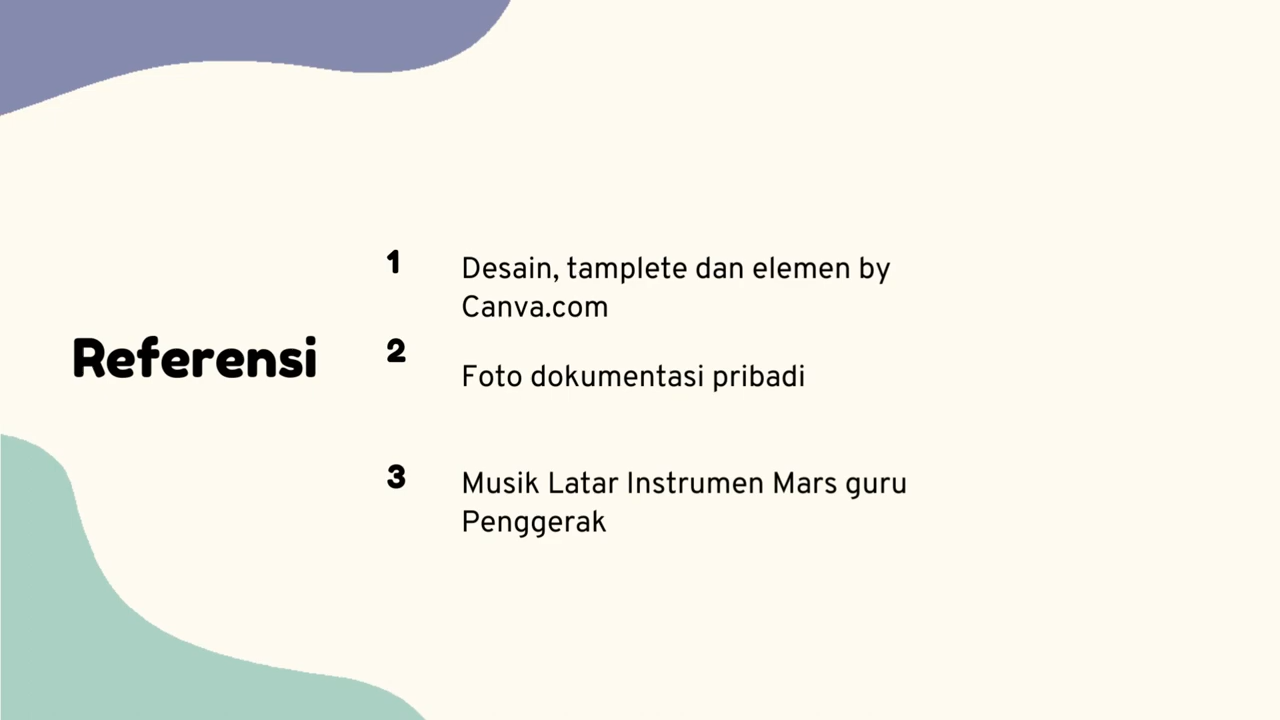 Referensi
1
Desain, tamplete dan elemen by
Canva.com
2
Foto dokumentasi pribadi
3
Musik Latar Instrumen Mars guru
Penggerak